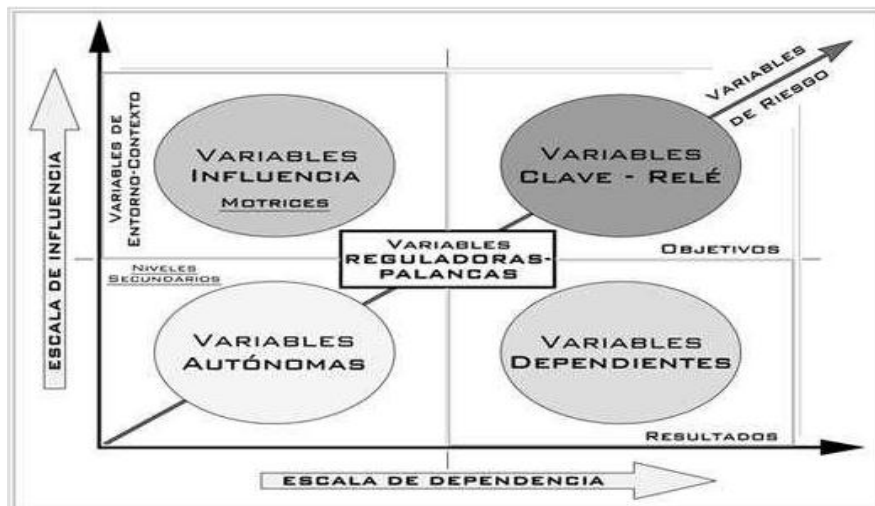 VARIABLES
DE RIESGO
VARIABLES DE
ENTORNO-CONTEXTO
VARIABLES
INFLUENCIA
MOTRICES
VARIABLES
CLAVE - RELÉ
ESCALA DE INFLUENCIA
VARIABLES
REGULADORAS-
PALANCAS
OBJETIVOS
NIVELES
SECUNDARIOS
VARIABLES
AUTÓNOMAS
VARIABLES
DEPENDIENTES
RESULTADOS
ESCALA DE DEPENDENCIA